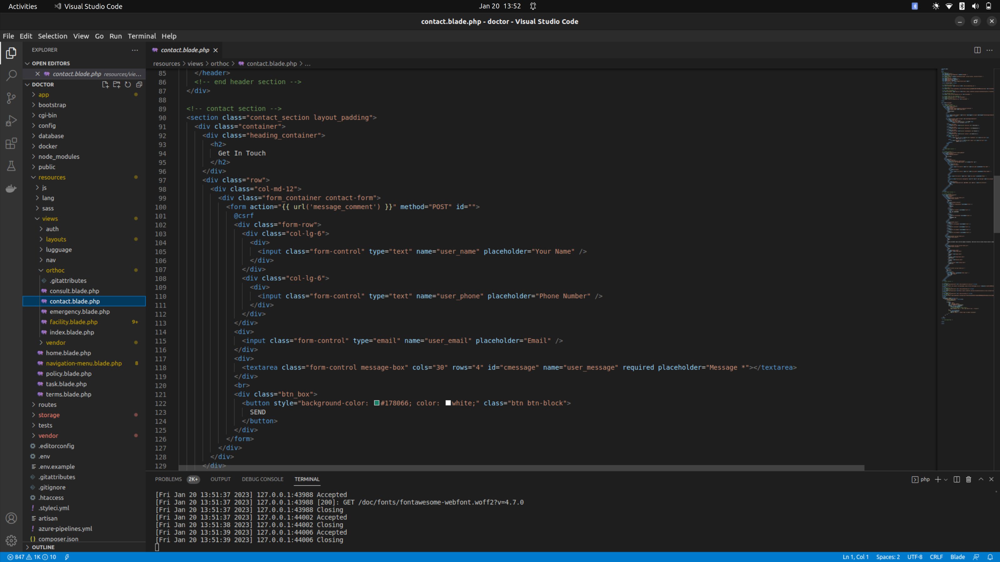 Activities Visual Studio Code Jan 20 13:52
contact.blade.php - doctor - Visual Studio Code
File Edit Selection View Go Run Terminal Help
EXPLORER
OPEN EDITORS
contact.blade.php resources/vie...
DOCTOR
app
bootstrap
cgi-bin
config
database
docker
node_modules
public
resources
js
lang
sass
views
auth
layouts
lugguage
nav
orthoc
.gitattributes
consult.blade.php
contact.blade.php
emergency.blade.php
facility.blade.php 9+
index.blade.php
vendor
home.blade.php
navigation-menu.blade.php 8
policy.blade.php
task.blade.php
terms.blade.php
routes
storage
tests
vendor
.editorconfig
.env
.env.example
.gitattributes
.gitignore
.htaccess
.styleci.yml
artisan
azure-pipelines.yml
composer.json
OUTLINE
contact.blade.php
resources > views > orthoc > contact.blade.php > ...
85 </header>
86 <!-- end header section -->
87 </div>
88
89 <!-- contact section -->
90 <section class="contact_section layout_padding">
91 <div class="container">
92 <div class="heading_container">
93 <h2>
94 Get In Touch
95 </h2>
96 </div>
97 <div class="row">
98 <div class="col-md-12">
99 <div class="form_container contact-form">
100 <form action="{{ url('message_comment') }}" method="POST" id="">
101 @csrf
102 <div class="form-row">
103 <div class="col-lg-6">
104 <div>
105 <input class="form-control" type="text" name="user_name" placeholder="Your Name" />
106 </div>
107 </div>
108 <div class="col-lg-6">
109 <div>
110 <input class="form-control" type="text" name="user_phone" placeholder="Phone Number" />
111 </div>
112 </div>
113 </div>
114 <div>
115 <input class="form-control" type="email" name="user_email" placeholder="Email" />
116 </div>
117 <div>
118 <textarea class="form-control message-box" cols="30" rows="4" id="cmessage" name="user_message" required placeholder="Message *"></textarea>
119 </div>
120 <br>
121 <div class="btn_box">
122 <button style="background-color: #178066; color: white;" class="btn btn-block">
123 SEND
124 </button>
125 </div>
126 </form>
127 </div>
128 </div>
129 </div>
PROBLEMS 2K+ OUTPUT DEBUG CONSOLE TERMINAL php
[Fri Jan 20 13:51:37 2023] 127.0.0.1:43988 Accepted
[Fri Jan 20 13:51:37 2023] 127.0.0.1:43988 [200]: GET /doc/fonts/fontawesome-webfont.woff2?v=4.7.0
[Fri Jan 20 13:51:37 2023] 127.0.0.1:43988 Closing
[Fri Jan 20 13:51:37 2023] 127.0.0.1:44002 Accepted
[Fri Jan 20 13:51:38 2023] 127.0.0.1:44002 Closing
[Fri Jan 20 13:51:39 2023] 127.0.0.1:44006 Accepted
[Fri Jan 20 13:51:39 2023] 127.0.0.1:44006 Closing
847 1K 10 Ln 1, Col 1 Spaces: 2 UTF-8 CRLF Blade